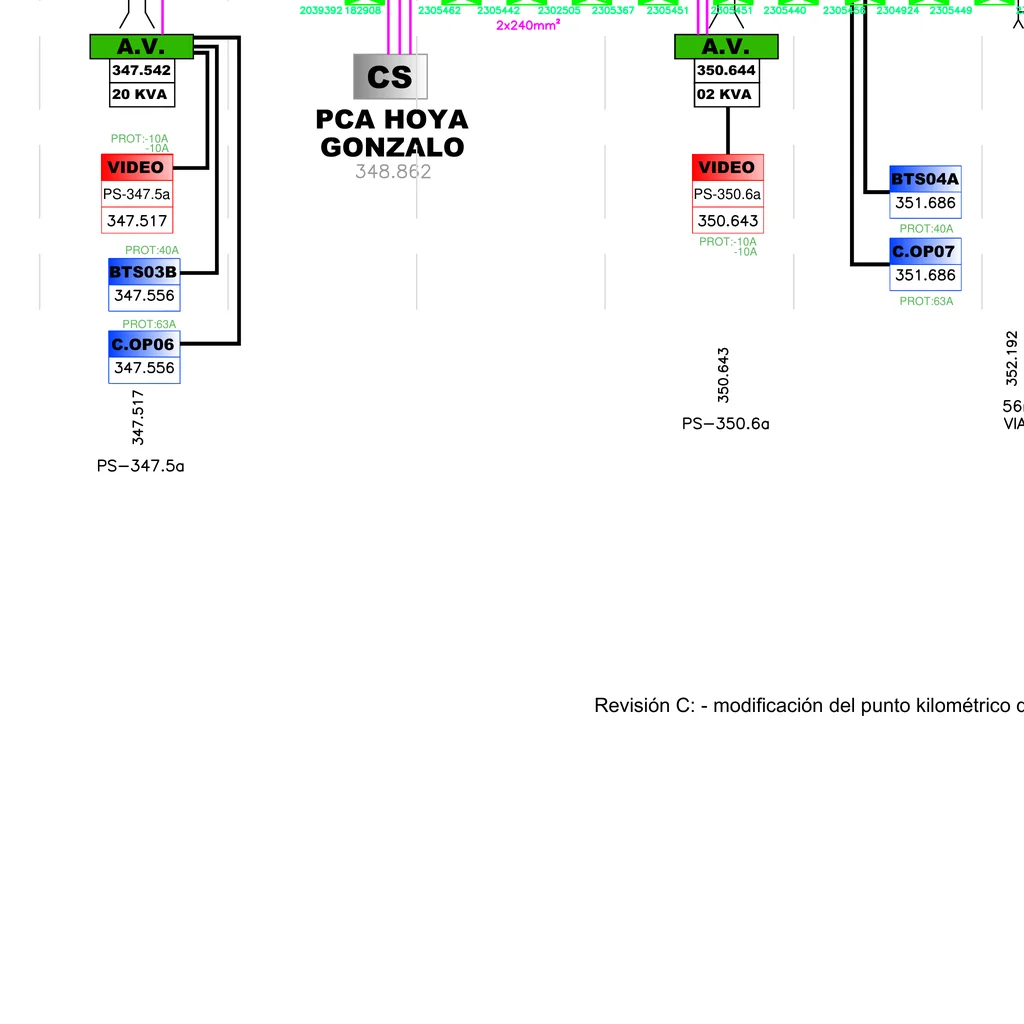 2039392 182908 2305462 2305442 2302505 2305367 2305451 2305451 2305440 2305456 2304924 2305449
2x240mm²
A.V.
347.542
20 KVA
PROT:-10A
-10A
VIDEO
PS-347.5a
347.517
PROT:40A
BTS03B
347.556
PROT:63A
C.OP06
347.556
347.517
PS-347.5a
CS
PCA HOYA
GONZALO
348.862
A.V.
350.644
02 KVA
VIDEO
PS-350.6a
350.643
PROT:-10A
-10A
350.643
PS-350.6a
BTS04A
351.686
PROT:40A
C.OP07
351.686
PROT:63A
352.192
VIA
Revisión C: - modificación del punto kilométrico